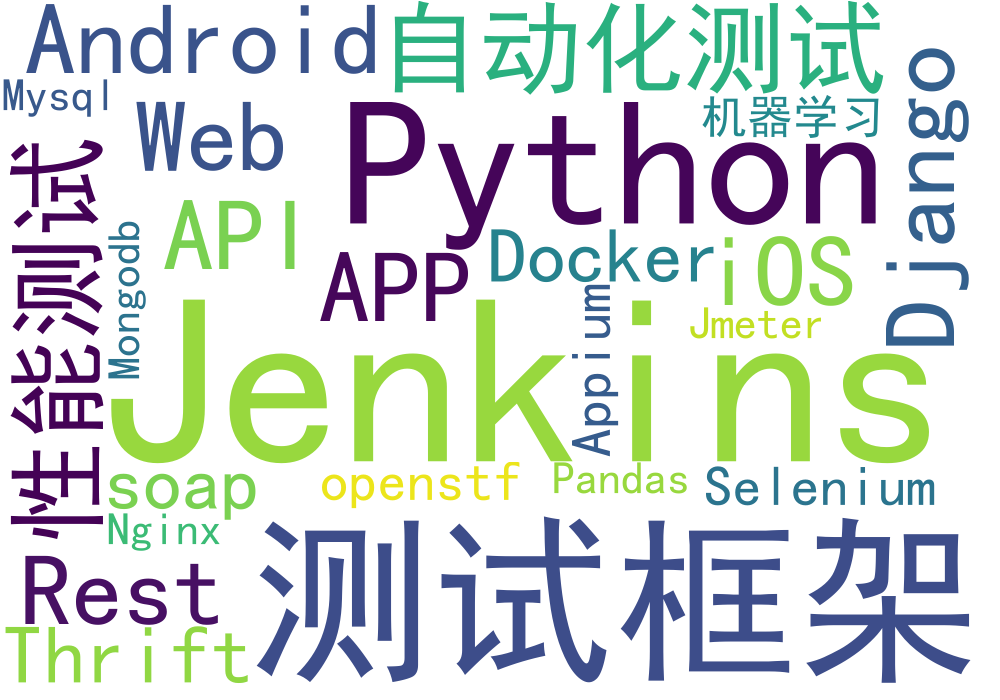 Android
自动化测试
Mysql
Web
Python
机器学习
Django
性能测试
API
APP
Docker
iOS
Mongodb
Jenkins
Appium
Jmeter
soap
openstf
Pandas
Selenium
Nginx
Rest
测试框架
Thrift